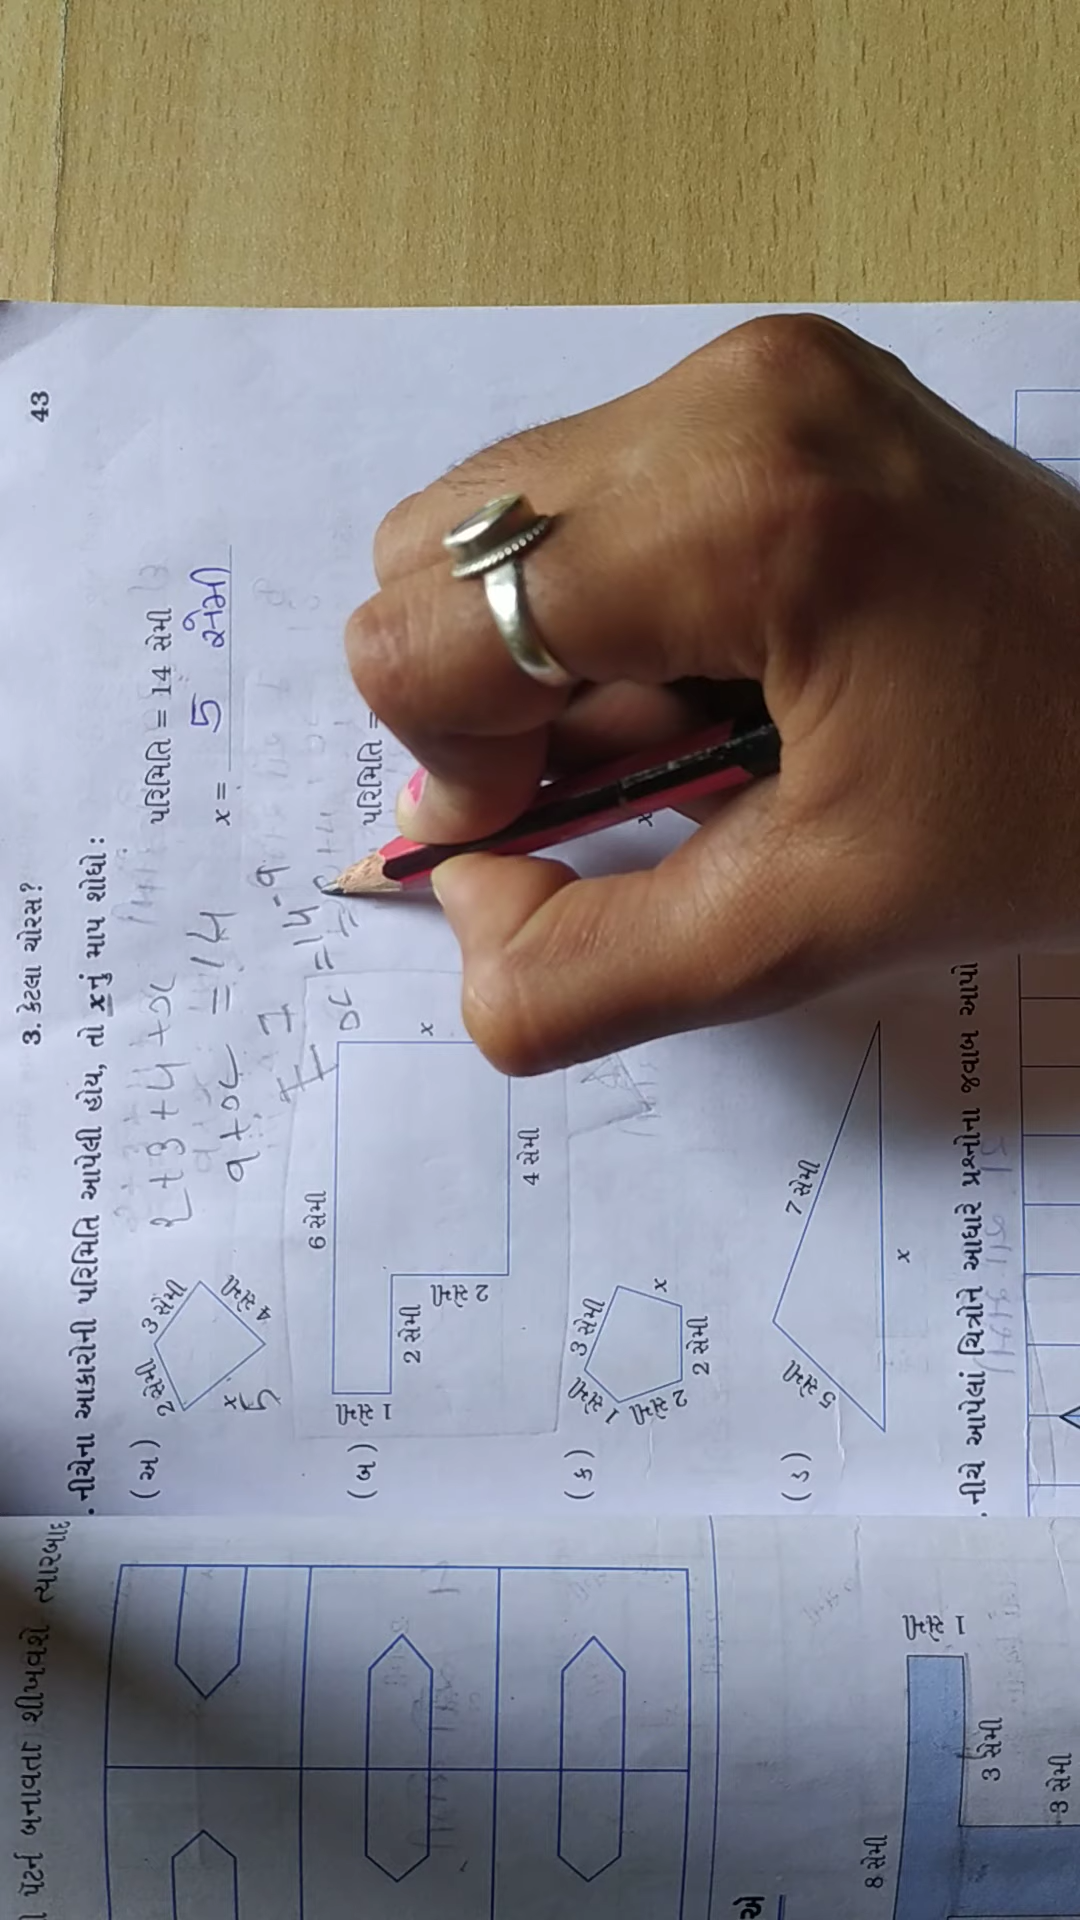 43
3. કેટલા ચોરસ?
. નીચેના આકારોની પરિમિતિ આપેલી હોય, તો xનું માપ શોધો :
(અ)
2 સેમી
3 સેમી
4 સેમી
x
5
2+3+4+x
9+x = 14
x = 14-9
પરિમિતિ = 14 સેમી
x = 5 સેમી
(બ)
6 સેમી
1 સેમી
2 સેમી
2 સેમી
4 સેમી
x
પરિમિતિ =
(ક)
3 સેમી
1 સેમી
2 સેમી
2 સેમી
x
x
(ડ)
5 સેમી
7 સેમી
x
. નીચે આપેલાં ચિત્રોને આધારે પ્રશ્નોના જવાબ આપો
પેટર્ન બનાવતા શીખવશે ત્યારબાદ
8 સેમી
1 સેમી
3 સેમી
3 સેમી